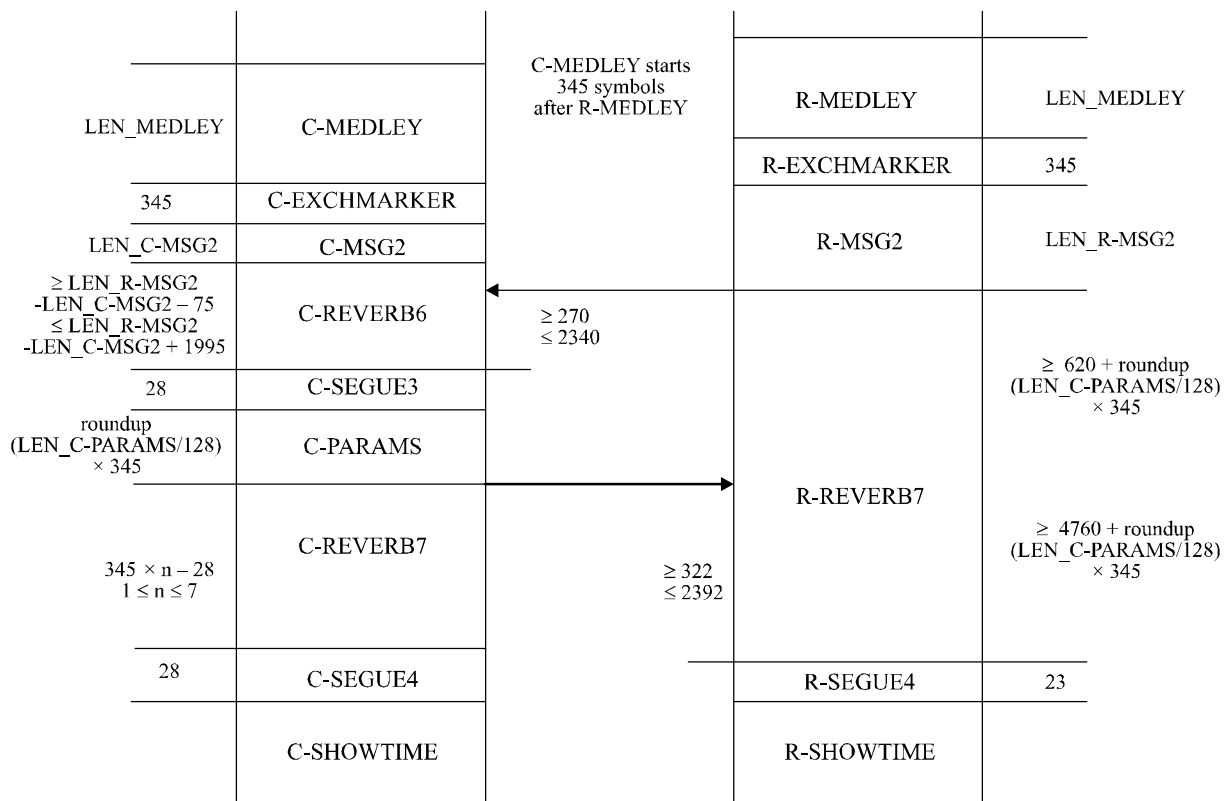 C-MEDLEY starts
345 symbols
after R-MEDLEY
LEN_MEDLEY
C-MEDLEY
R-MEDLEY
LEN_MEDLEY
R-EXCHMARKER
345
345
C-EXCHMARKER
LEN_C-MSG2
C-MSG2
R-MSG2
LEN_R-MSG2
≥ LEN_R-MSG2
-LEN_C-MSG2 – 75
≤ LEN_R-MSG2
-LEN_C-MSG2 + 1995
C-REVERB6
≥ 270
≤ 2340
≥ 620 + roundup
(LEN_C-PARAMS/128)
× 345
28
C-SEGUE3
roundup
(LEN_C-PARAMS/128)
× 345
C-PARAMS
R-REVERB7
≥ 4760 + roundup
(LEN_C-PARAMS/128)
× 345
C-REVERB7
345 × n – 28
1 ≤ n ≤ 7
≥ 322
≤ 2392
28
C-SEGUE4
R-SEGUE4
23
C-SHOWTIME
R-SHOWTIME